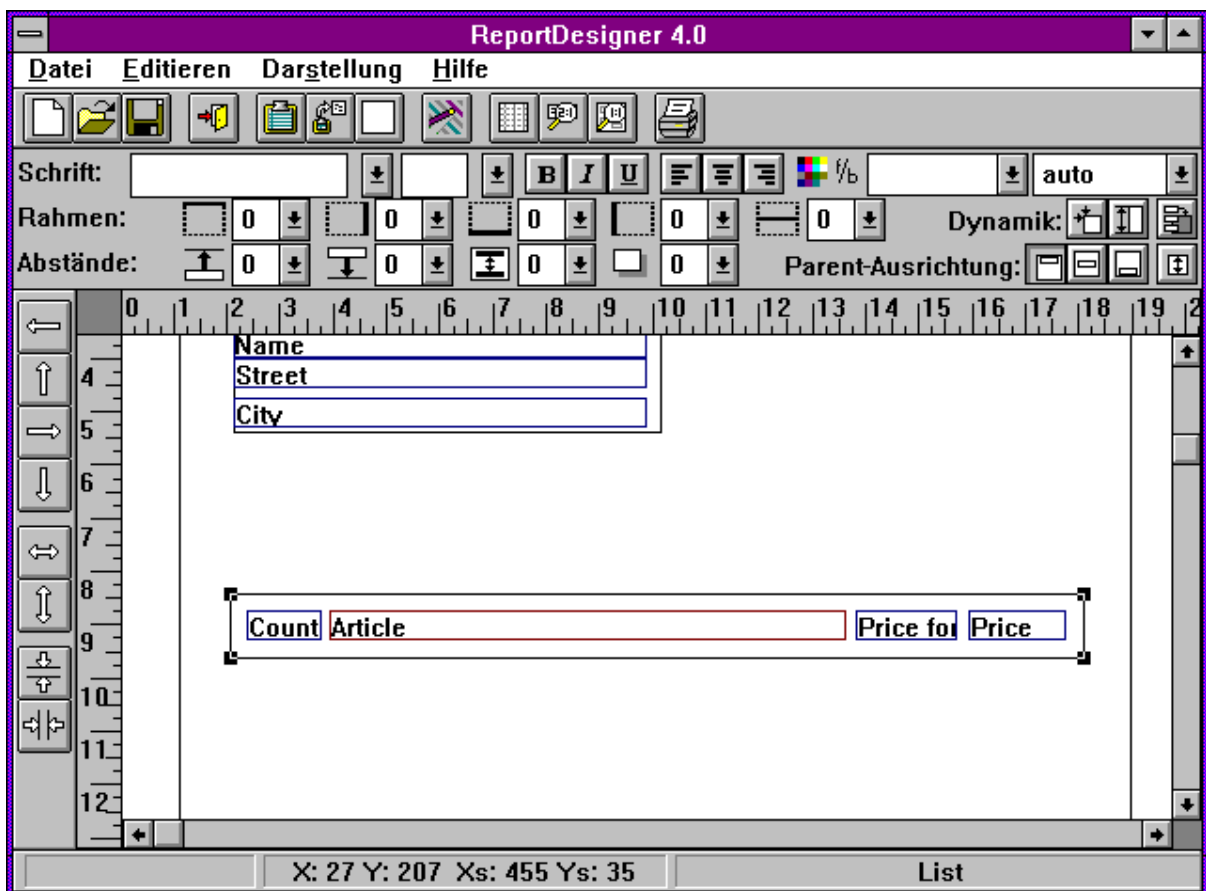 ReportDesigner 4.0
Datei Editieren Darstellung Hilfe
Schrift: B I U f/b auto
Rahmen: 0 0 0 0 0 Dynamik:
Abstände: 0 0 0 0 Parent-Ausrichtung:
0 1 2 3 4 5 6 7 8 9 10 11 12 13 14 15 16 17 18 19 2
Name
4 Street
5 City
6
7
8
9 Count Article Price for Price
10
11
12
X: 27 Y: 207 Xs: 455 Ys: 35 List